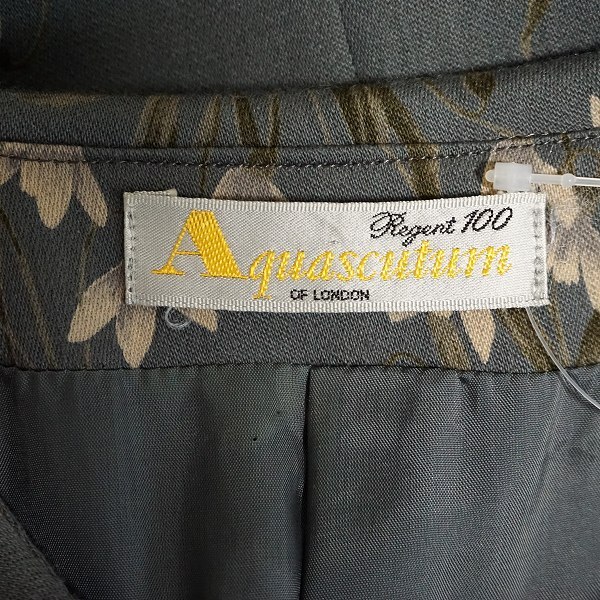 Regent 100
Aquascutum
OF LONDON